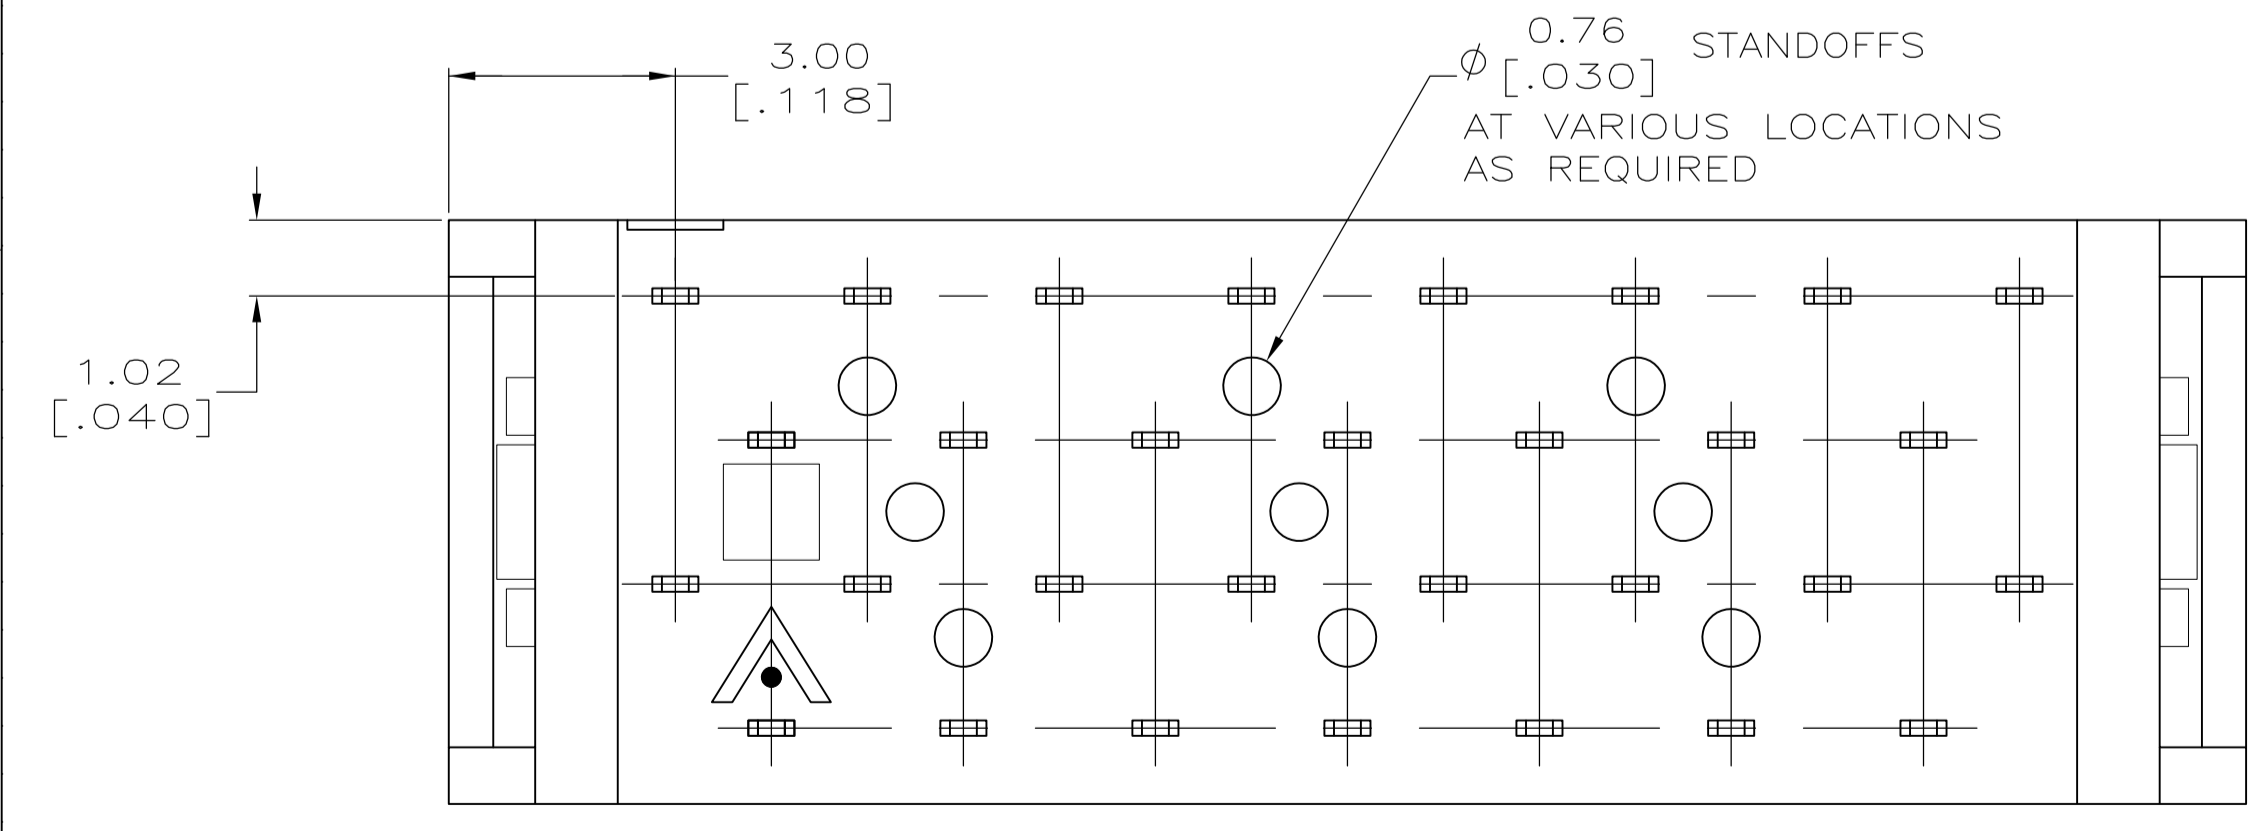 3.00
[.118]
⌀ 0.76 STANDOFFS
[.030]
AT VARIOUS LOCATIONS
AS REQUIRED
1.02
[.040]